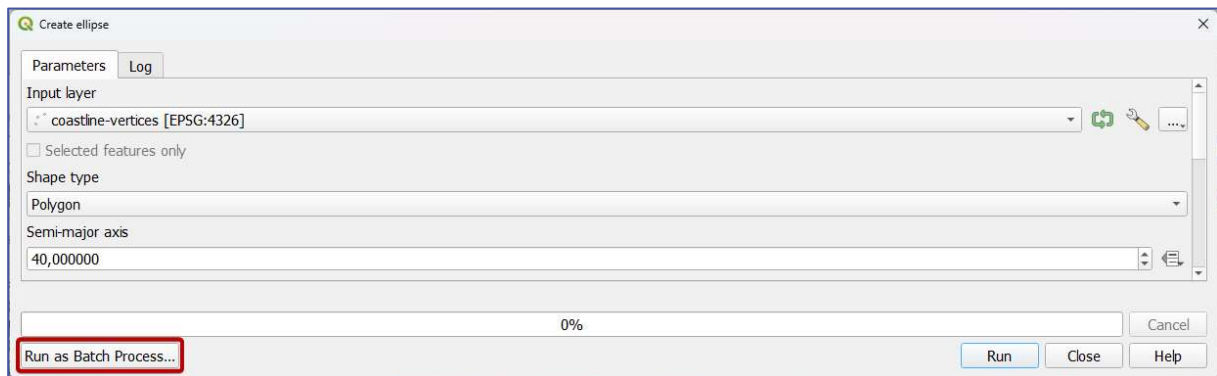 Create ellipse
Parameters Log
Input layer
coastline-vertices [EPSG:4326]
...
Selected features only
Shape type
Polygon
Semi-major axis
40,000000
0% Cancel
Run as Batch Process... Run Close Help